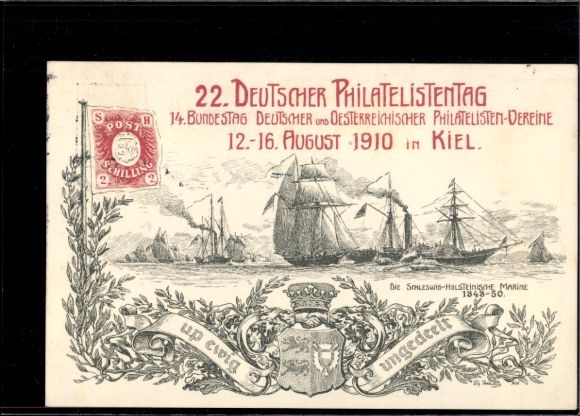 22. DEUTSCHER PHILATELISTENTAG
14. BUNDESTAG DEUTSCHER UND OESTERREICHISCHER PHILATELISTEN-VEREINE
12.-16. AUGUST 1910 IN KIEL.
S H
POST
SCHILLING
2 2
DIE SCHLESWIG-HOLSTEINISCHE MARINE
1848-50.
up ewig ungedeelt